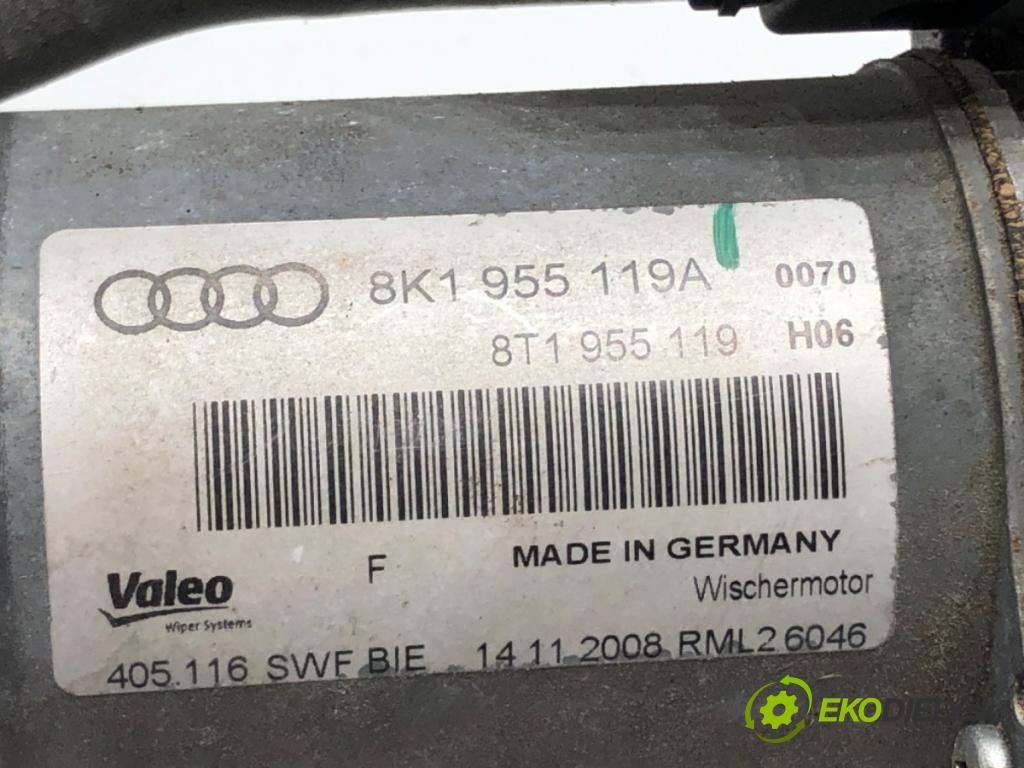 8K1 955 119A 0070
8T1 955 119 H06
F MADE IN GERMANY
Valeo Wischermotor
Wiper Systems
405.116 SWF BIE 14 11 2008 RML2 6046